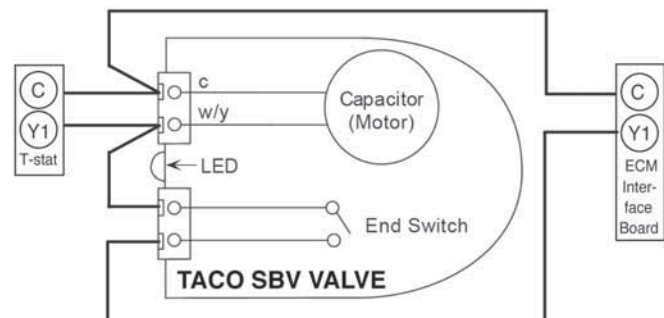 C
Y1
T-stat
c
w/y
LED
Capacitor
(Motor)
End Switch
TACO SBV VALVE
C
Y1
ECM
Inter-
face
Board